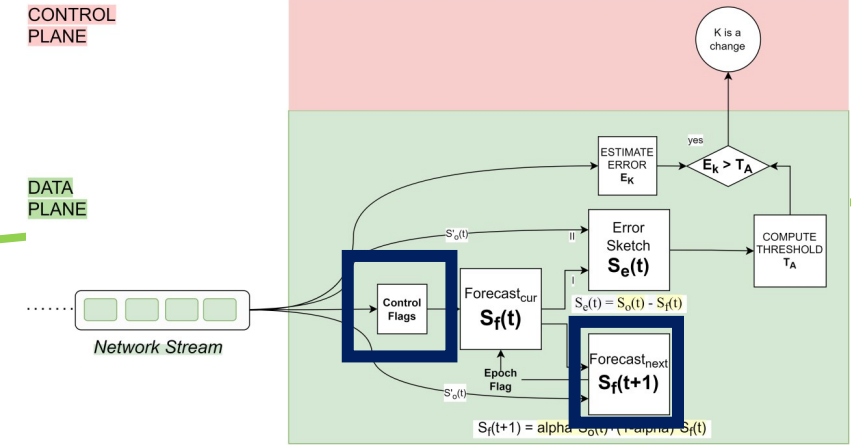 CONTROL
PLANE
K is a
change
yes
ESTIMATE
ERROR
E_K
E_k > T_A
DATA
PLANE
S'_o(t)
II
Error
Sketch
S_e(t)
COMPUTE
THRESHOLD
T_A
Control
Flags
Forecast_cur
S_f(t)
I
S_e(t) = S_o(t) - S_f(t)
Network Stream
Epoch
Flag
Forecast_next
S_f(t+1)
S'_o(t)
S_f(t+1) = alpha S_o(t)+(1-alpha) S_f(t)